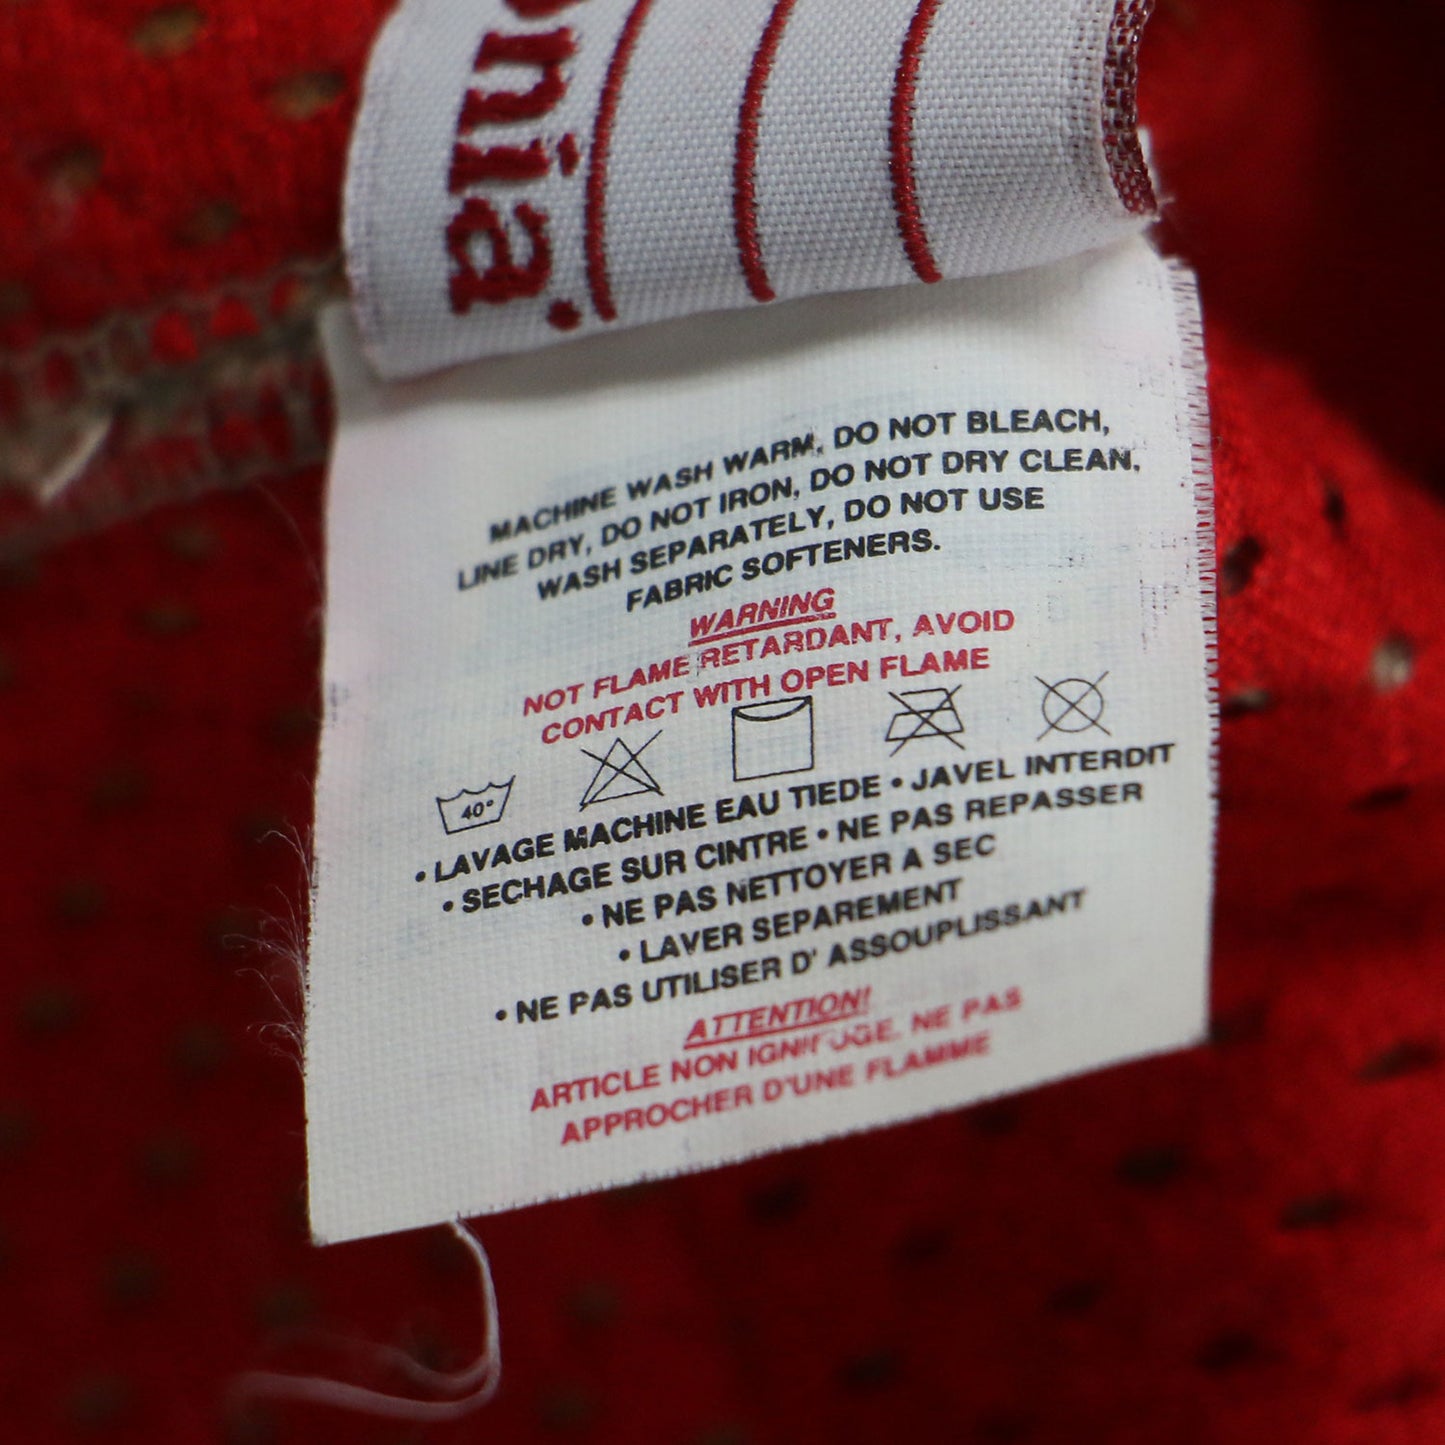 nia
MACHINE WASH WARM, DO NOT BLEACH,
LINE DRY, DO NOT IRON, DO NOT DRY CLEAN,
WASH SEPARATELY, DO NOT USE
FABRIC SOFTENERS.
WARNING
NOT FLAME RETARDANT, AVOID
CONTACT WITH OPEN FLAME
40°
• LAVAGE MACHINE EAU TIEDE • JAVEL INTERDIT
• SECHAGE SUR CINTRE • NE PAS REPASSER
• NE PAS NETTOYER A SEC
• LAVER SEPAREMENT
• NE PAS UTILISER D' ASSOUPLISSANT
ATTENTION!
ARTICLE NON IGNIFUGE, NE PAS
APPROCHER D'UNE FLAMME